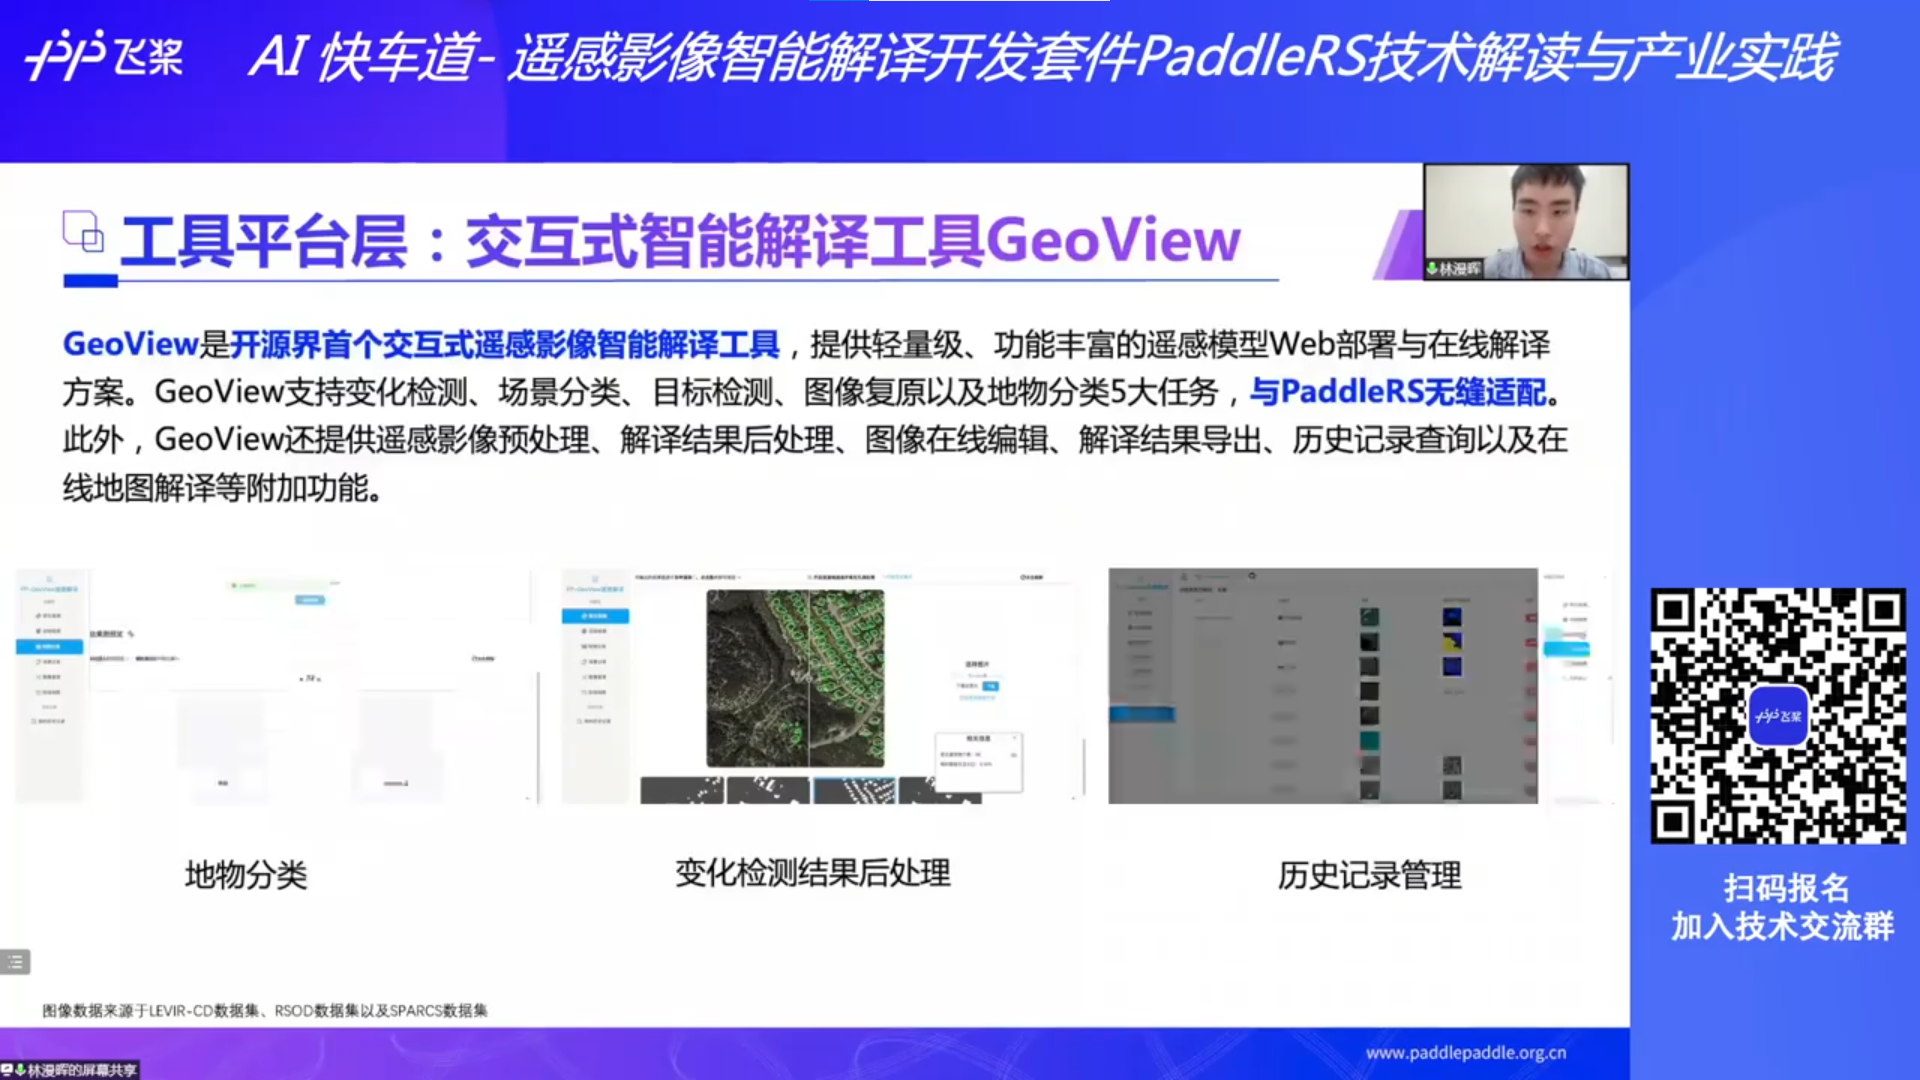 飞桨
AI 快车道- 遥感影像智能解译开发套件PaddleRS技术解读与产业实践
工具平台层：交互式智能解译工具GeoView
林漫晖
GeoView是开源界首个交互式遥感影像智能解译工具，提供轻量级、功能丰富的遥感模型Web部署与在线解译
方案。GeoView支持变化检测、场景分类、目标检测、图像复原以及地物分类5大任务，与PaddleRS无缝适配。
此外，GeoView还提供遥感影像预处理、解译结果后处理、图像在线编辑、解译结果导出、历史记录查询以及在
线地图解译等附加功能。
地物分类
变化检测结果后处理
历史记录管理
飞桨
扫码报名
加入技术交流群
图像数据来源于LEVIR-CD数据集、RSOD数据集以及SPARCS数据集
www.paddlepaddle.org.cn
林漫晖的屏幕共享